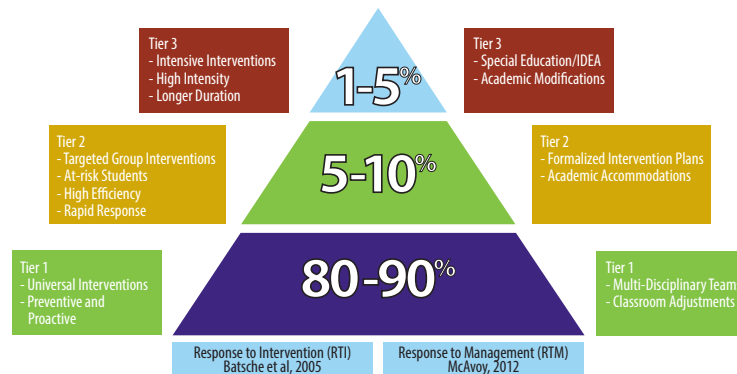 Tier 3
- Intensive Interventions
- High Intensity
- Longer Duration
1-5%
Tier 3
- Special Education/IDEA
- Academic Modifications
Tier 2
- Targeted Group Interventions
- At-risk Students
- High Efficiency
- Rapid Response
5-10%
Tier 2
- Formalized Intervention Plans
- Academic Accommodations
Tier 1
- Universal Interventions
- Preventive and
Proactive
80-90%
Tier 1
- Multi-Disciplinary Team
- Classroom Adjustments
Response to Intervention (RTI)
Batsche et al, 2005
Response to Management (RTM)
McAvoy, 2012